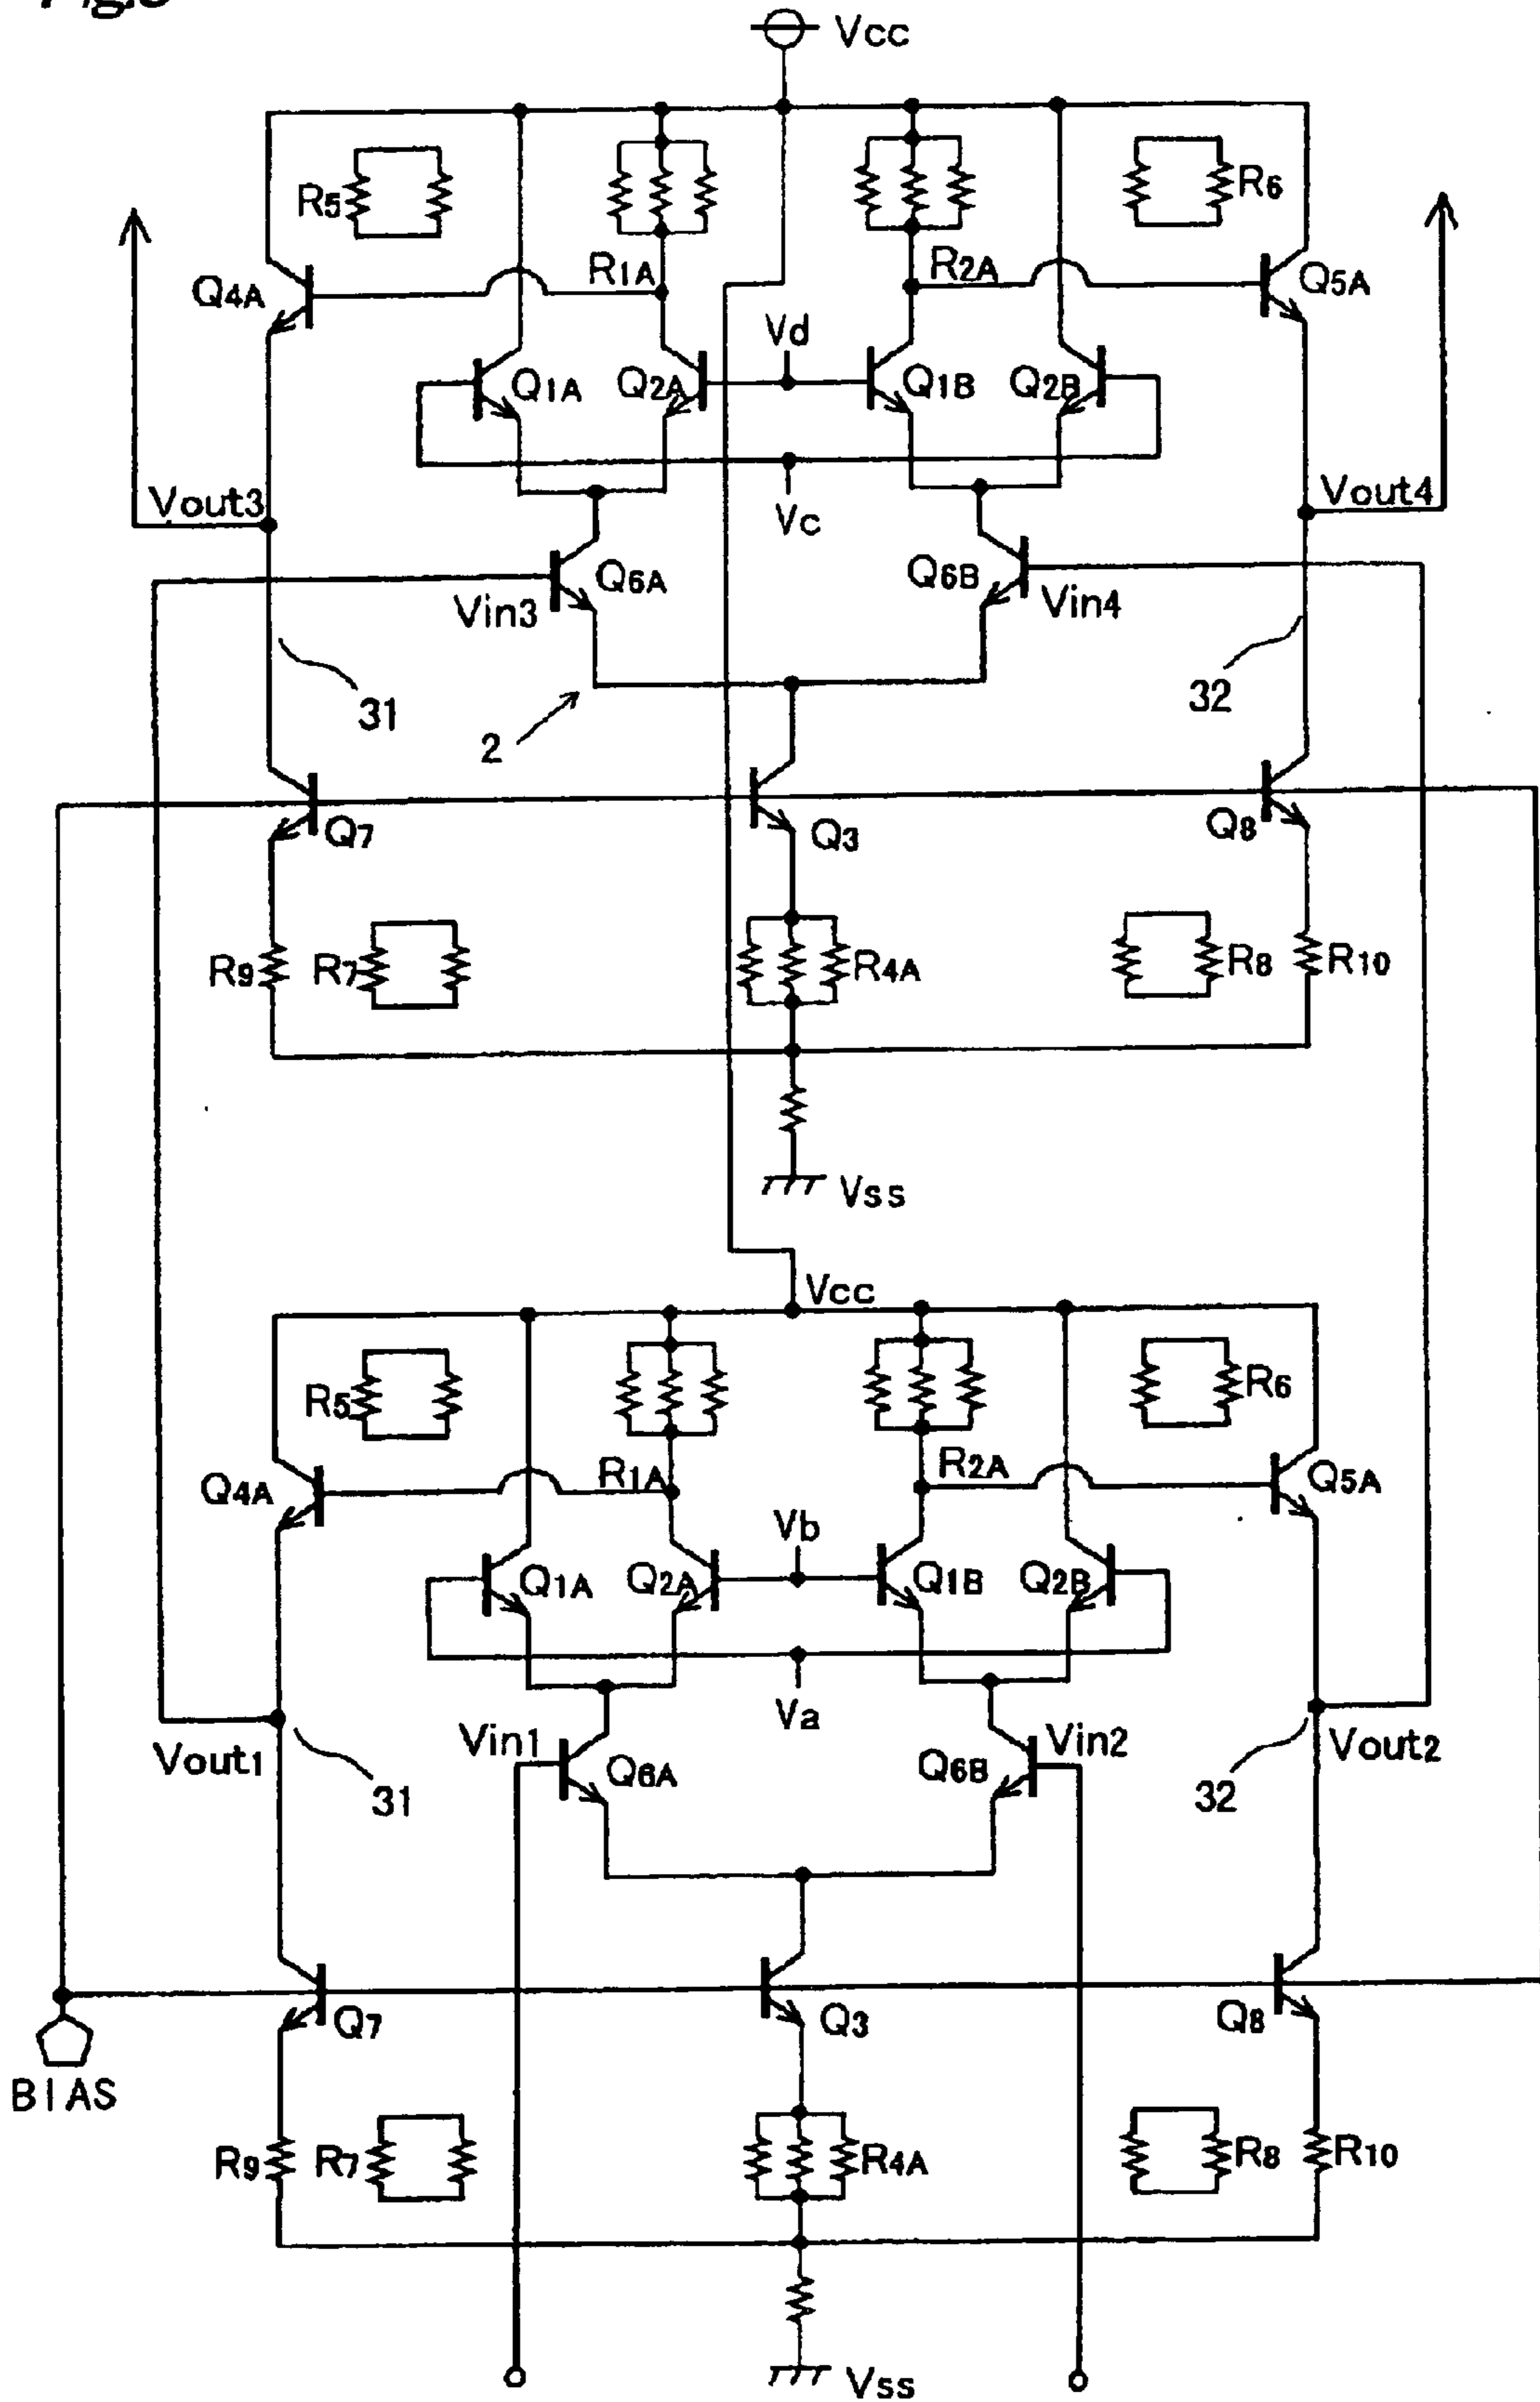 Vcc
R5
R6
R1A
R2A
Q4A
Q5A
Vd
Q1A
Q2A
Q1B
Q2B
Vout3
Vc
Vout4
Q6A
Q6B
Vin3
Vin4
31
2
32
Q7
Q3
Q8
R9
R7
R4A
R8
R10
Vss
Vcc
R5
R6
R1A
R2A
Q4A
Q5A
Vb
Q1A
Q2A
Q1B
Q2B
Va
Vin1
Vin2
Vout1
Q6A
Q6B
Vout2
31
32
Q7
Q3
Q8
BIAS
R9
R7
R4A
R8
R10
Vss